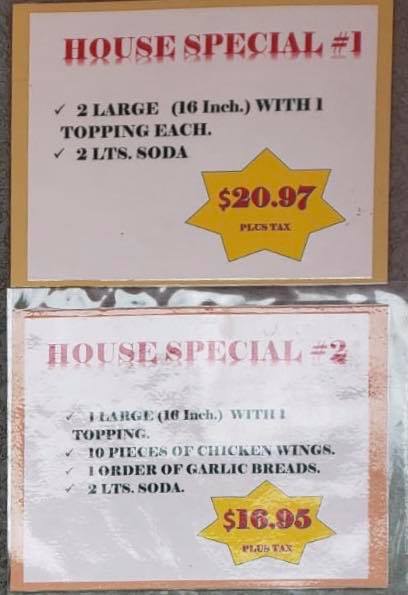 HOUSE SPECIAL #1
✓ 2 LARGE (16 Inch.) WITH 1
TOPPING EACH.
✓ 2 LTS. SODA
$20.97
PLUS TAX
HOUSE SPECIAL #2
✓ 1 LARGE (16 Inch.) WITH 1
TOPPING.
✓ 10 PIECES OF CHICKEN WINGS.
✓ 1 ORDER OF GARLIC BREADS.
✓ 2 LTS. SODA.
$16.95
PLUS TAX